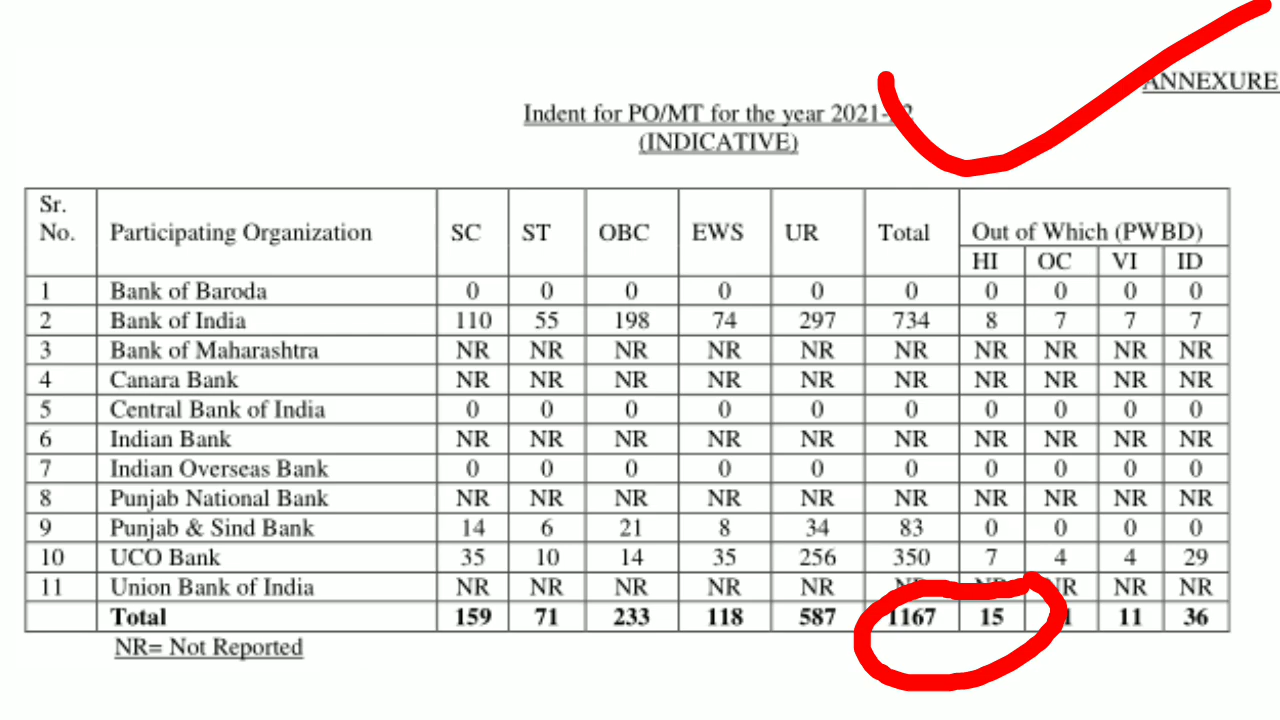 ANNEXURE
Indent for PO/MT for the year 2021-
(INDICATIVE)
Sr. No. Participating Organization SC ST OBC EWS UR Total Out of Which (PWBD)
HI OC VI ID
1 Bank of Baroda 0 0 0 0 0 0 0 0 0 0
2 Bank of India 110 55 198 74 297 734 8 7 7 7
3 Bank of Maharashtra NR NR NR NR NR NR NR NR NR NR
4 Canara Bank NR NR NR NR NR NR NR NR NR NR
5 Central Bank of India 0 0 0 0 0 0 0 0 0 0
6 Indian Bank NR NR NR NR NR NR NR NR NR NR
7 Indian Overseas Bank 0 0 0 0 0 0 0 0 0 0
8 Punjab National Bank NR NR NR NR NR NR NR NR NR NR
9 Punjab & Sind Bank 14 6 21 8 34 83 0 0 0 0
10 UCO Bank 35 10 14 35 256 350 7 4 4 29
11 Union Bank of India NR NR NR NR NR NR NR NR NR NR
Total 159 71 233 118 587 1167 15 11 36
NR= Not Reported